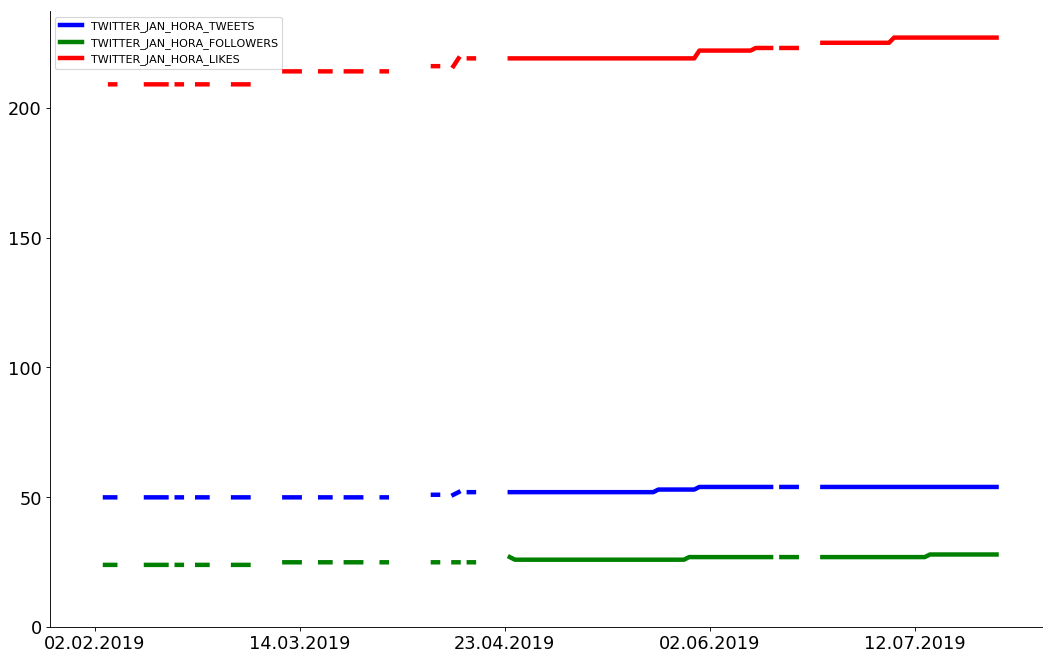 TWITTER_JAN_HORA_TWEETS
TWITTER_JAN_HORA_FOLLOWERS
TWITTER_JAN_HORA_LIKES
200
150
100
50
0
02.02.2019 14.03.2019 23.04.2019 02.06.2019 12.07.2019